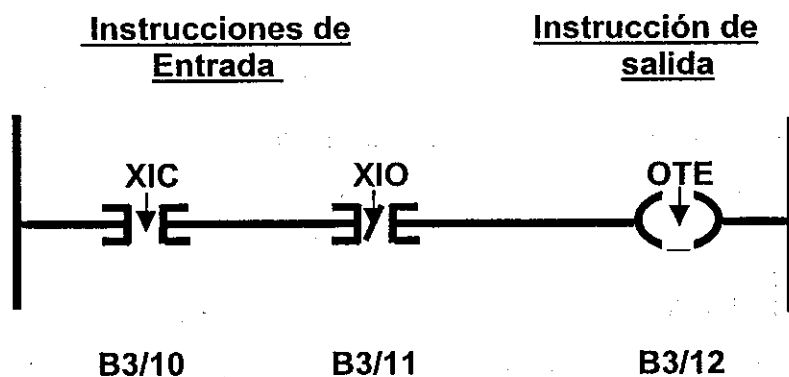 Instrucciones de
Entrada
Instrucción de
salida
XIC
XIO
OTE
B3/10
B3/11
B3/12